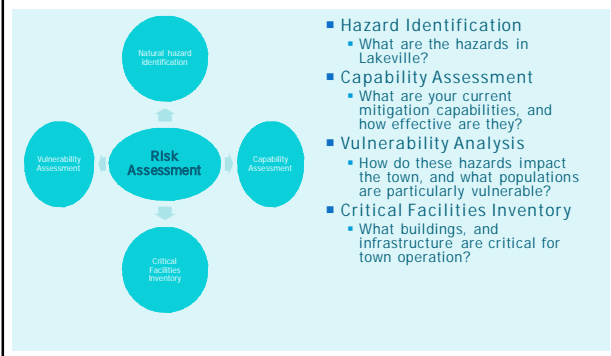 Natural hazard
identification
Vulnerability
Assessment
Risk
Assessment
Capability
Assessment
Critical
Facilities
Inventory
Hazard Identification
What are the hazards in
Lakeville?
Capability Assessment
What are your current
mitigation capabilities, and
how effective are they?
Vulnerability Analysis
How do these hazards impact
the town, and what populations
are particularly vulnerable?
Critical Facilities Inventory
What buildings, and
infrastructure are critical for
town operation?